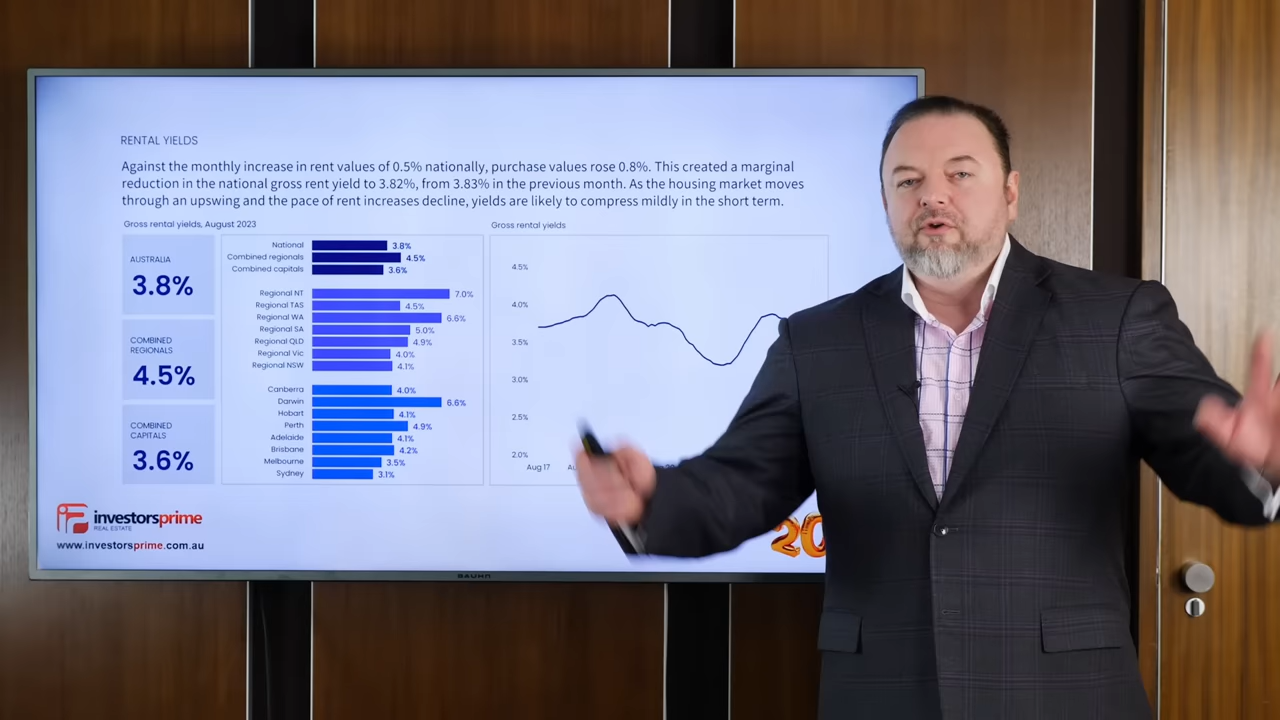 RENTAL YIELDS
Against the monthly increase in rent values of 0.5% nationally, purchase values rose 0.8%. This created a marginal
reduction in the national gross rent yield to 3.82%, from 3.83% in the previous month. As the housing market moves
through an upswing and the pace of rent increases decline, yields are likely to compress mildly in the short term.
Gross rental yields, August 2023
AUSTRALIA
3.8%
COMBINED
REGIONALS
4.5%
COMBINED
CAPITALS
3.6%
National 3.8%
Combined regionals 4.5%
Combined capitals 3.6%
Regional NT 7.0%
Regional TAS 4.5%
Regional WA 6.6%
Regional SA 5.0%
Regional QLD 4.9%
Regional Vic 4.0%
Regional NSW 4.1%
Canberra 4.0%
Darwin 6.6%
Hobart 4.1%
Perth 4.9%
Adelaide 4.1%
Brisbane 4.2%
Melbourne 3.5%
Sydney 3.1%
Gross rental yields
4.5%
4.0%
3.5%
3.0%
2.5%
2.0%
Aug 17
investorsprime
REAL ESTATE
www.investorsprime.com.au
20
BAUHN